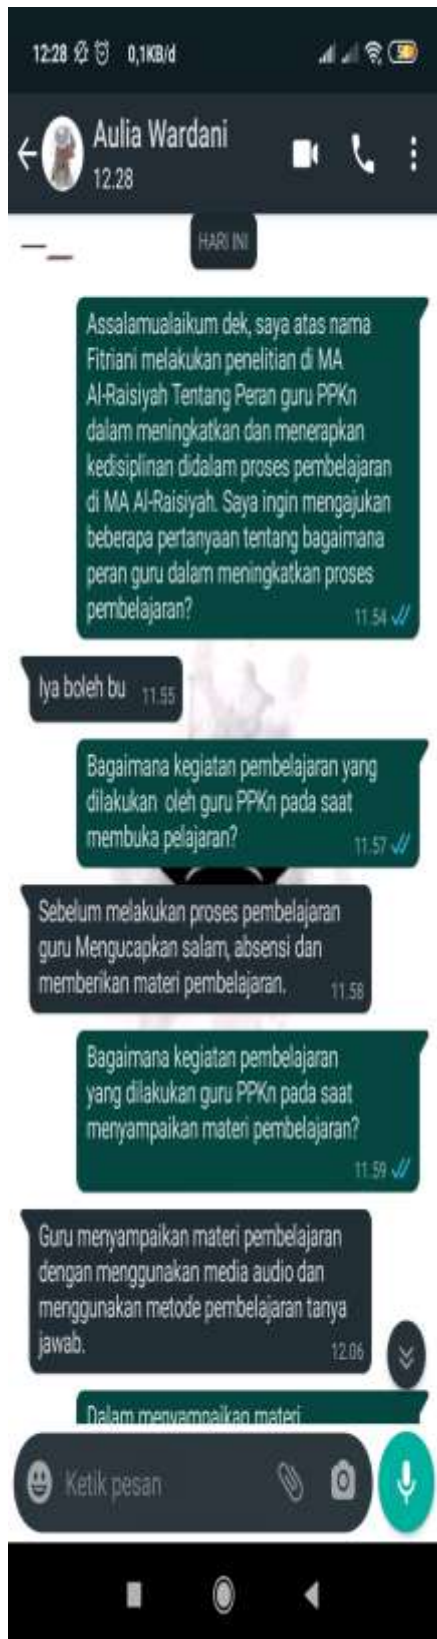 12:28 0,1KB/d
Aulia Wardani
12.28
HARI INI
Assalamualaikum dek, saya atas nama
Fitriani melakukan penelitian di MA
Al-Raisiyah Tentang Peran guru PPKn
dalam meningkatkan dan menerapkan
kedisiplinan didalam proses pembelajaran
di MA Al-Raisiyah. Saya ingin mengajukan
beberapa pertanyaan tentang bagaimana
peran guru dalam meningkatkan proses
pembelajaran?
11.54
Iya boleh bu 11.55
Bagaimana kegiatan pembelajaran yang
dilakukan oleh guru PPKn pada saat
membuka pelajaran?
11.57
Sebelum melakukan proses pembelajaran
guru Mengucapkan salam, absensi dan
memberikan materi pembelajaran.
11.58
Bagaimana kegiatan pembelajaran
yang dilakukan guru PPKn pada saat
menyampaikan materi pembelajaran?
11.59
Guru menyampaikan materi pembelajaran
dengan menggunakan media audio dan
menggunakan metode pembelajaran tanya
jawab.
12.06
Dalam menyampaikan materi
Ketik pesan